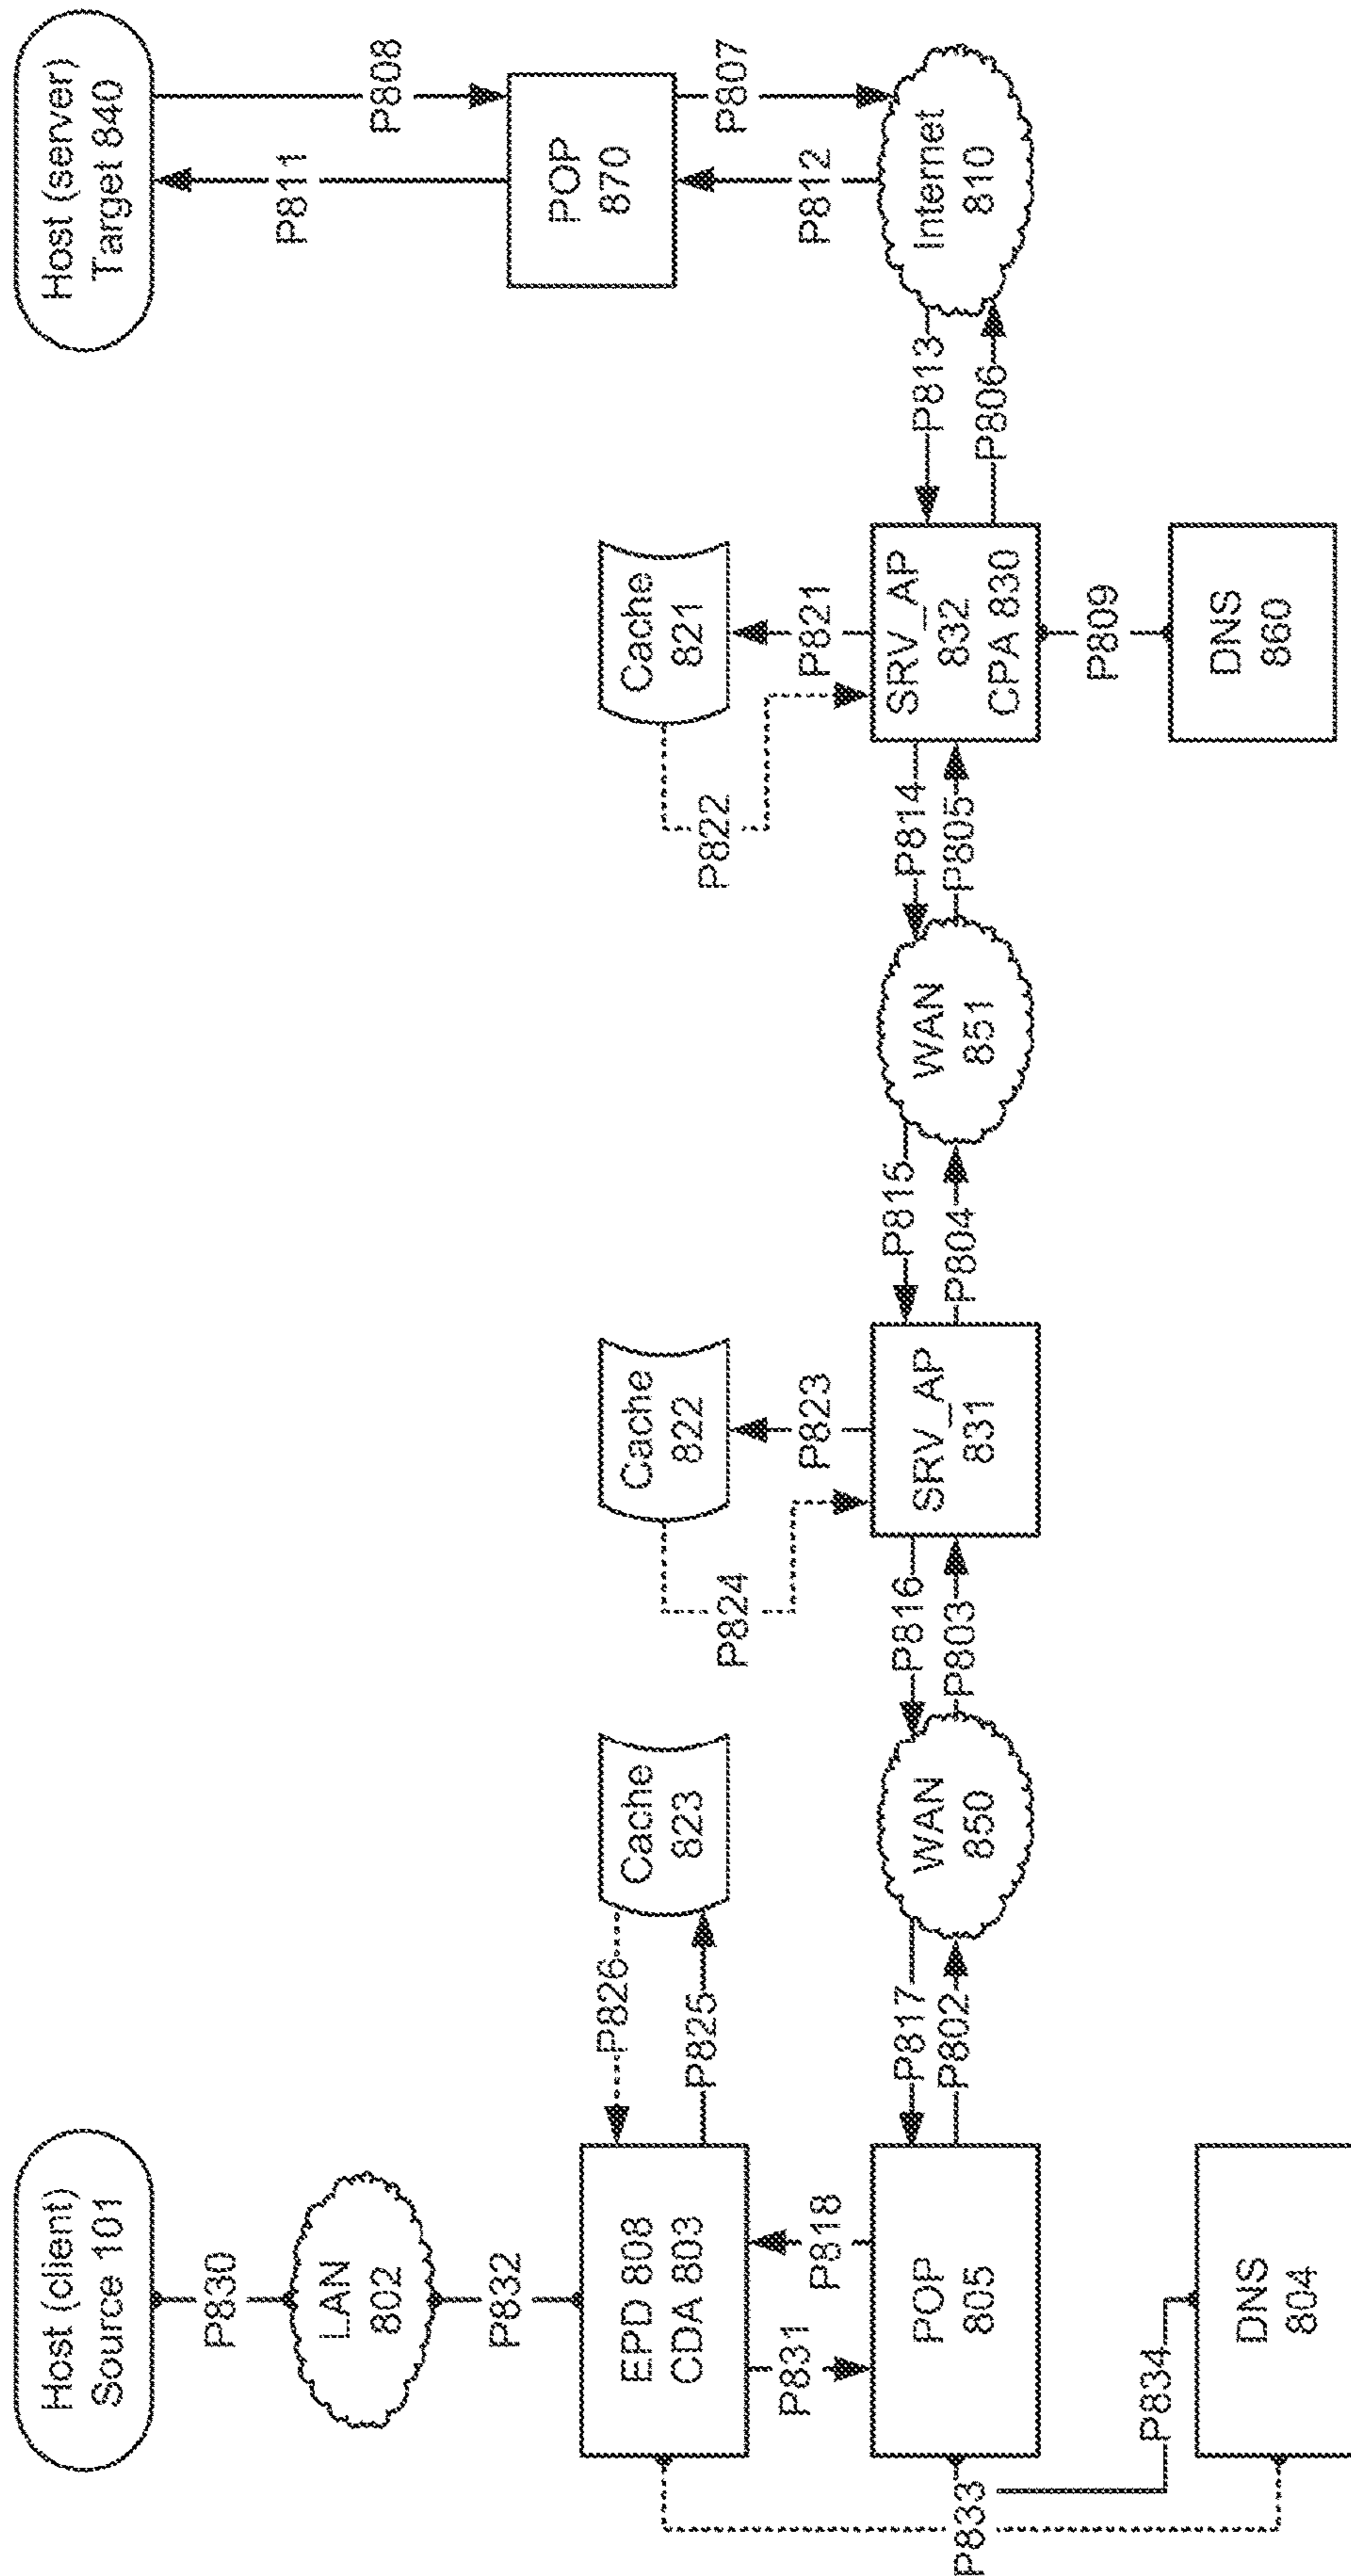 Host (client)
Source 101
P830
LAN
802
P832
EPD 808
CDA 803
P826
P825
Cache
823
P831
P818
POP
805
P817
P802
WAN
850
P816
P803
P833
P834
DNS
804
Cache
822
P824
P823
SRV_AP
831
P815
P804
WAN
851
P814
P805
Cache
821
P822
P821
SRV_AP
832
CPA 830
P809
DNS
860
P813
P806
Internet
810
P812
P807
POP
870
P811
P808
Host (server)
Target 840